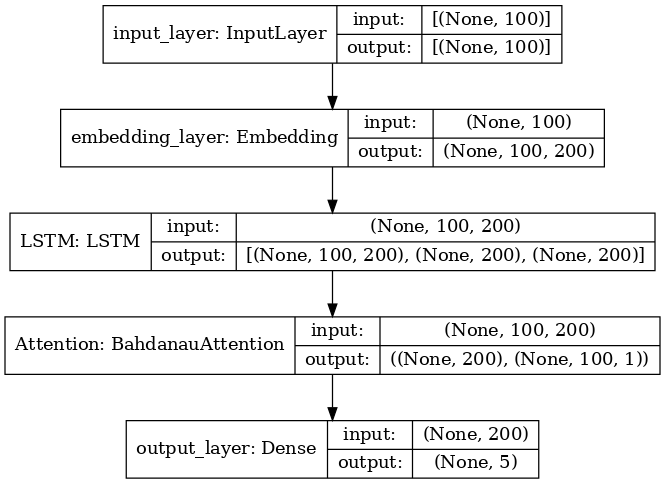 input_layer: InputLayer
input:
[(None, 100)]
output:
[(None, 100)]
embedding_layer: Embedding
input:
(None, 100)
output:
(None, 100, 200)
LSTM: LSTM
input:
(None, 100, 200)
output:
[(None, 100, 200), (None, 200), (None, 200)]
Attention: BahdanauAttention
input:
(None, 100, 200)
output:
((None, 200), (None, 100, 1))
output_layer: Dense
input:
(None, 200)
output:
(None, 5)